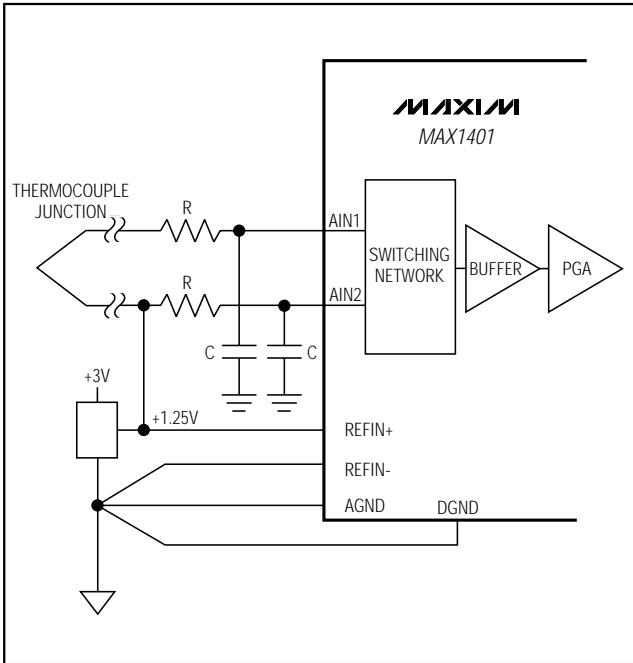 MAXIM
MAX1401
THERMOCOUPLE
JUNCTION
R
AIN1
SWITCHING
NETWORK
BUFFER
PGA
R
AIN2
C
C
+3V
+1.25V
REFIN+
REFIN-
AGND
DGND